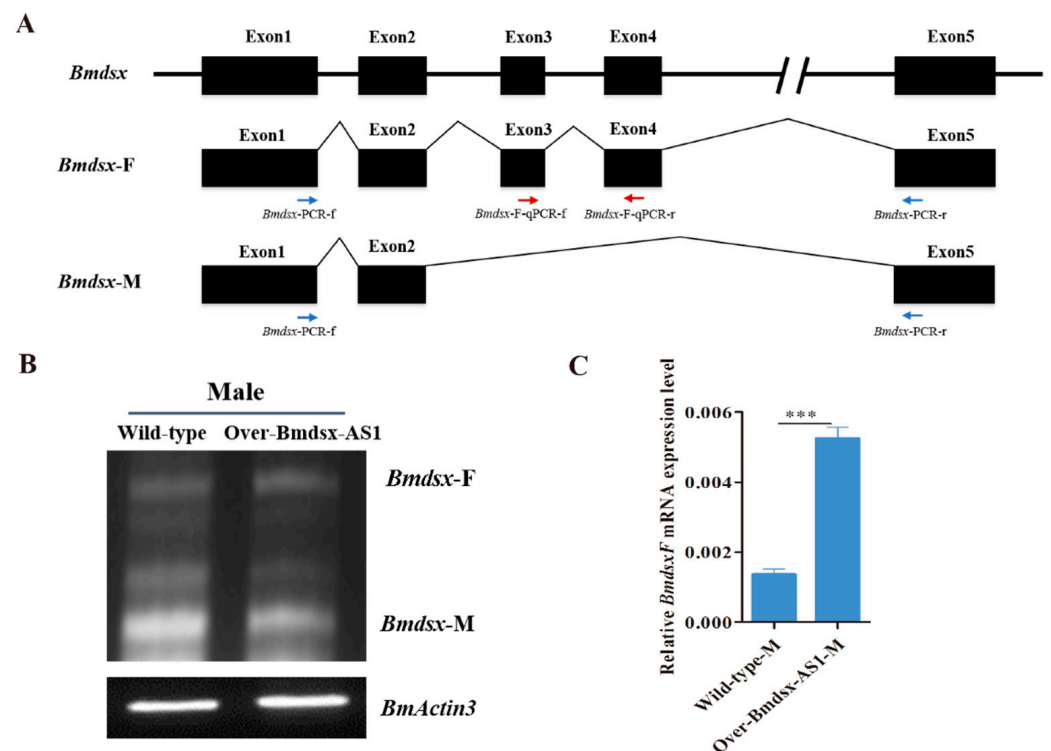 A
Exon1 Exon2 Exon3 Exon4 Exon5
Bmdsx
Exon1 Exon2 Exon3 Exon4 Exon5
Bmdsx-F
Bmdsx-PCR-f Bmdsx-F-qPCR-f Bmdsx-F-qPCR-r Bmdsx-PCR-r
Exon1 Exon2 Exon5
Bmdsx-M
Bmdsx-PCR-f Bmdsx-PCR-r
B
Male
Wild-type Over-Bmdsx-AS1
Bmdsx-F
Bmdsx-M
BmActin3
C
Relative BmdsxF mRNA expression level
0.006
0.004
0.002
0.000
***
Wild-type-M
Over-Bmdsx-AS1-M